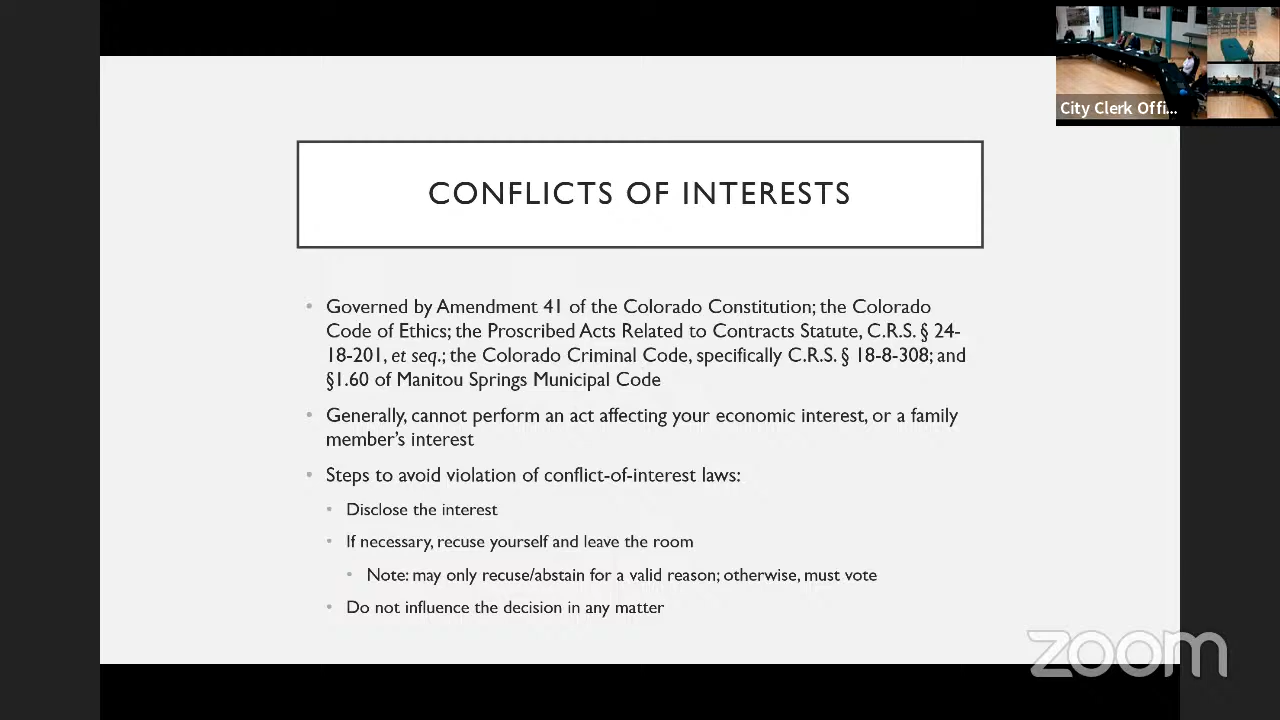 City Clerk Offi...
CONFLICTS OF INTERESTS
• Governed by Amendment 41 of the Colorado Constitution; the Colorado
Code of Ethics; the Proscribed Acts Related to Contracts Statute, C.R.S. § 24-
18-201, et seq.; the Colorado Criminal Code, specifically C.R.S. § 18-8-308; and
§1.60 of Manitou Springs Municipal Code
• Generally, cannot perform an act affecting your economic interest, or a family
member's interest
• Steps to avoid violation of conflict-of-interest laws:
• Disclose the interest
• If necessary, recuse yourself and leave the room
• Note: may only recuse/abstain for a valid reason; otherwise, must vote
• Do not influence the decision in any matter
zoom